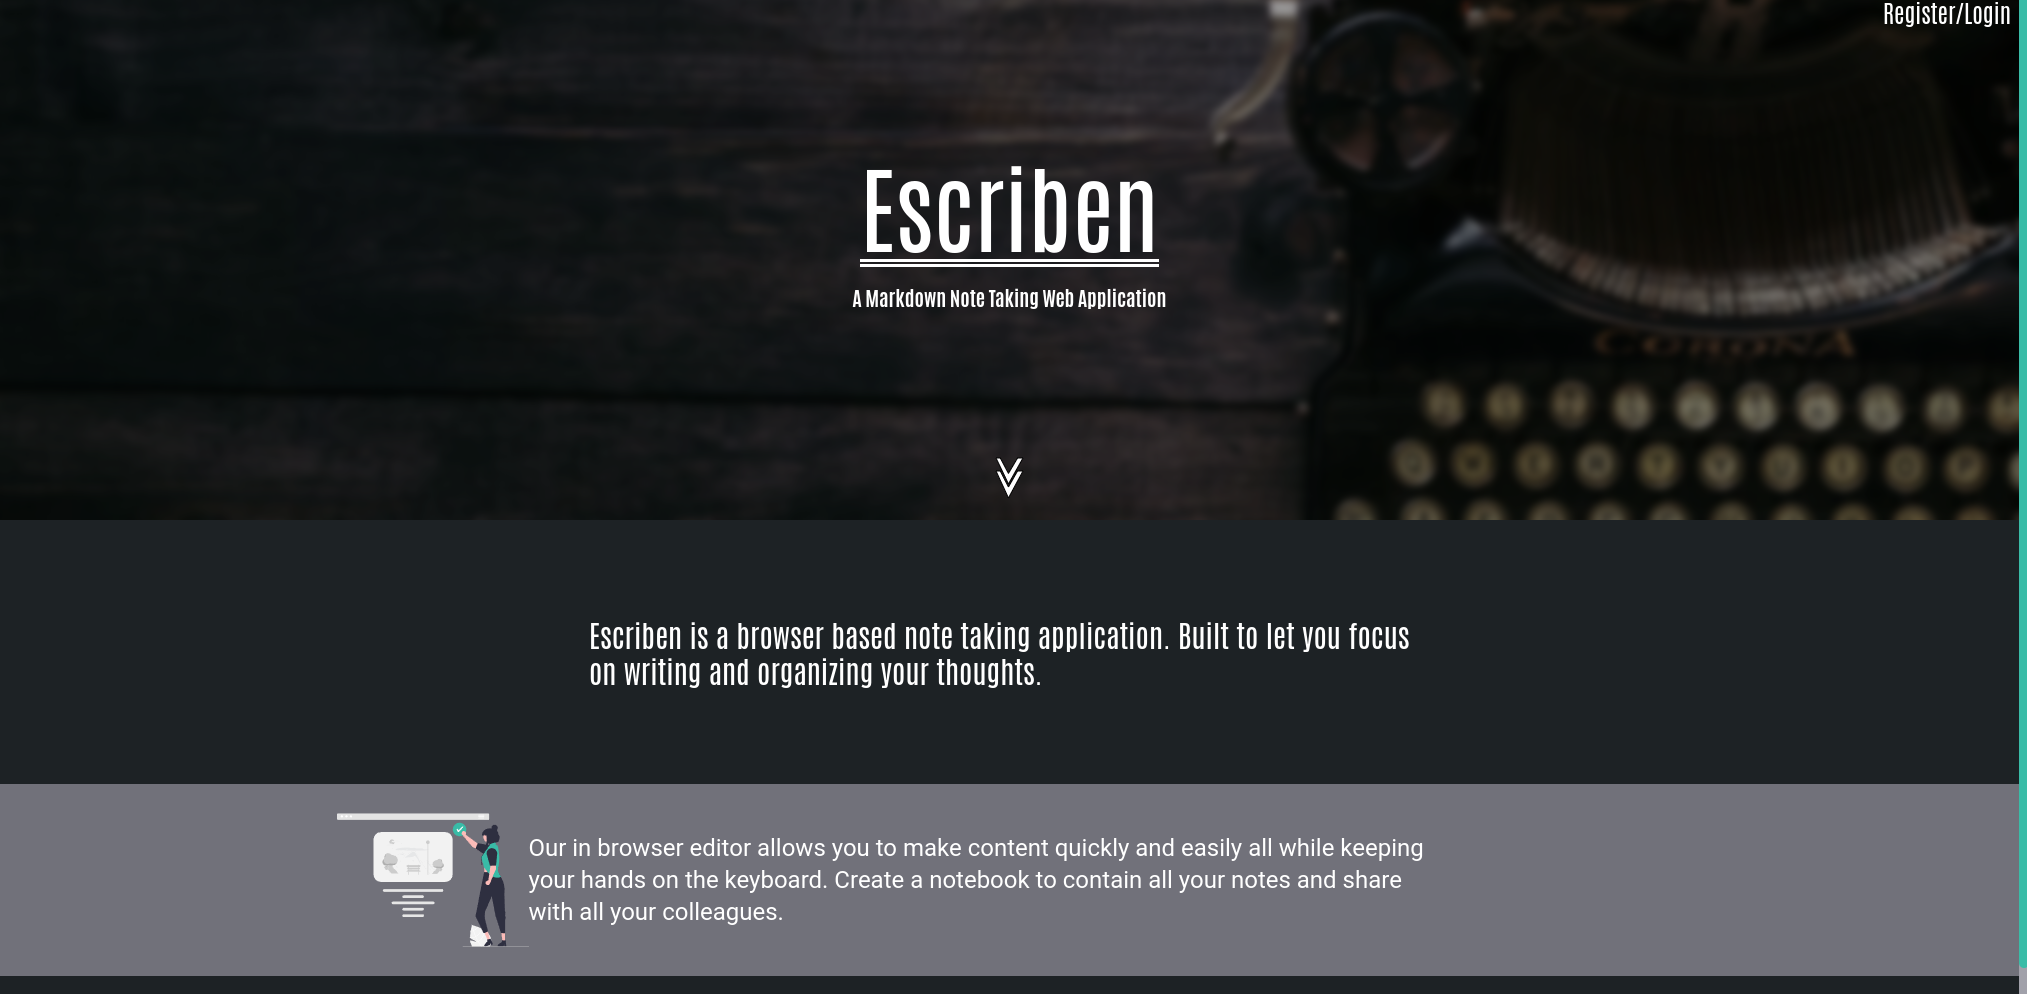 Register/Login
Escriben
A Markdown Note Taking Web Application
CORONA
Escriben is a browser based note taking application. Built to let you focus
on writing and organizing your thoughts.
Our in browser editor allows you to make content quickly and easily all while keeping
your hands on the keyboard. Create a notebook to contain all your notes and share
with all your colleagues.